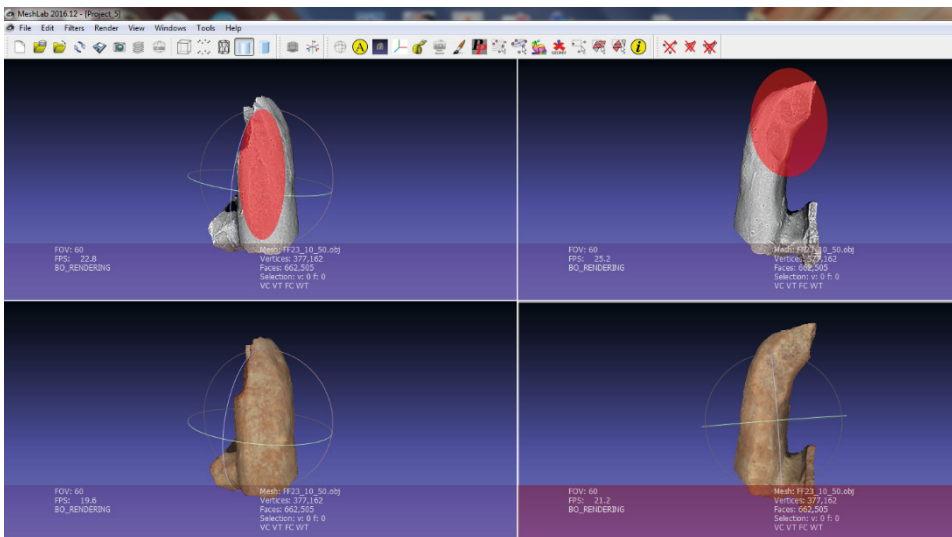 MeshLab 2016.12 - [Project_5]
File Edit Filters Render View Windows Tools Help
FOV: 60
FPS: 22.8
BO_RENDERING
Mesh: FF23_10_50.obj
Vertices: 377,162
Faces: 662,505
Selection: v: 0 f: 0
VC VT FC WT
FOV: 60
FPS: 25.2
BO_RENDERING
Mesh: FF23_10_50.obj
Vertices: 377,162
Faces: 662,505
Selection: v: 0 f: 0
VC VT FC WT
FOV: 60
FPS: 19.6
BO_RENDERING
Mesh: FF23_10_50.obj
Vertices: 377,162
Faces: 662,505
Selection: v: 0 f: 0
VC VT FC WT
FOV: 60
FPS: 21.2
BO_RENDERING
Mesh: FF23_10_50.obj
Vertices: 377,162
Faces: 662,505
Selection: v: 0 f: 0
VC VT FC WT